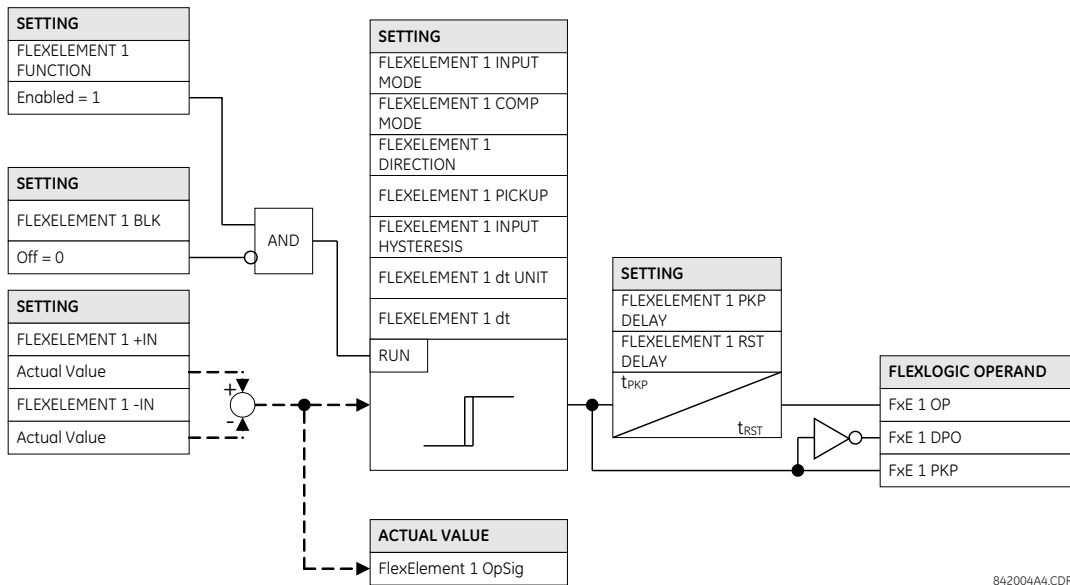 SETTING
FLEXELEMENT 1
FUNCTION
Enabled = 1
SETTING
FLEXELEMENT 1 BLK
Off = 0
SETTING
FLEXELEMENT 1 +IN
Actual Value
FLEXELEMENT 1 -IN
Actual Value
+
-
AND
SETTING
FLEXELEMENT 1 INPUT
MODE
FLEXELEMENT 1 COMP
MODE
FLEXELEMENT 1
DIRECTION
FLEXELEMENT 1 PICKUP
FLEXELEMENT 1 INPUT
HYSTERESIS
FLEXELEMENT 1 dt UNIT
FLEXELEMENT 1 dt
RUN
SETTING
FLEXELEMENT 1 PKP
DELAY
FLEXELEMENT 1 RST
DELAY
tPKP
tRST
FLEXLOGIC OPERAND
FxE 1 OP
FxE 1 DPO
FxE 1 PKP
ACTUAL VALUE
FlexElement 1 OpSig
842004A4.CDR